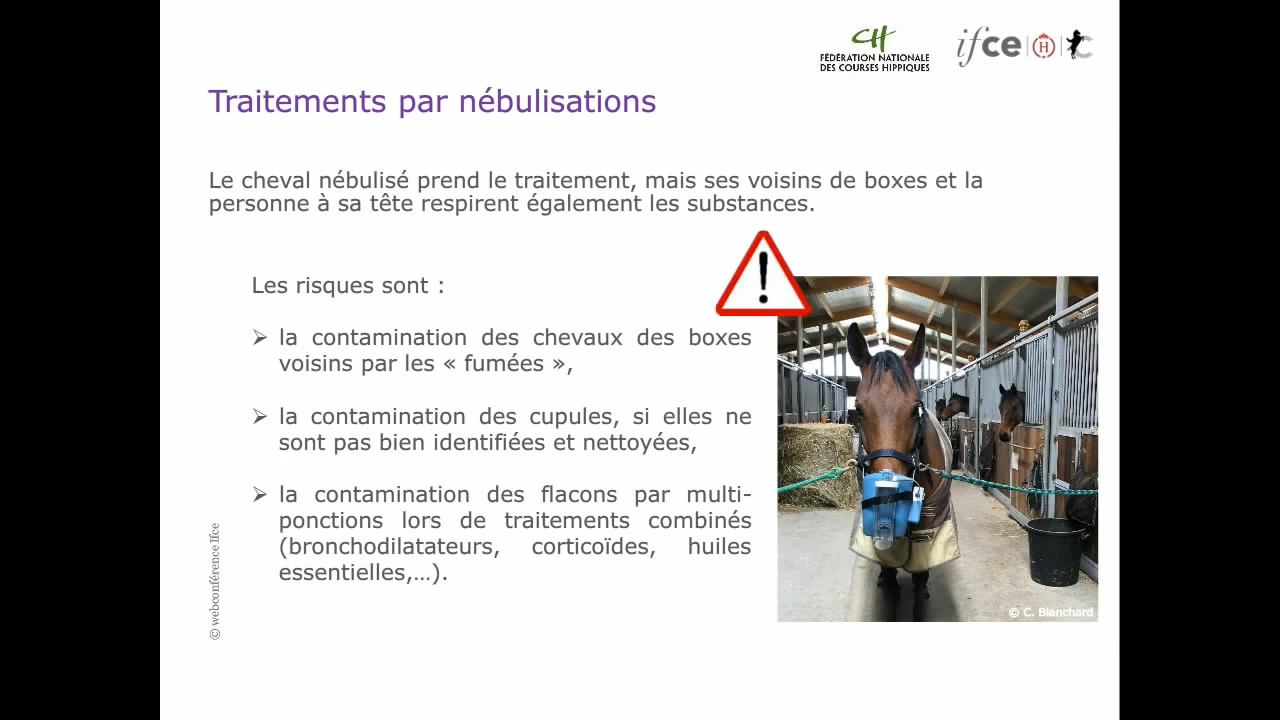 CH
FÉDÉRATION NATIONALE
DES COURSES HIPPIQUES
ifce
H
Traitements par nébulisations
Le cheval nébulisé prend le traitement, mais ses voisins de boxes et la
personne à sa tête respirent également les substances.
Les risques sont :
la contamination des chevaux des boxes
voisins par les « fumées »,
la contamination des cupules, si elles ne
sont pas bien identifiées et nettoyées,
la contamination des flacons par multi-
ponctions lors de traitements combinés
(bronchodilatateurs, corticoïdes, huiles
essentielles,…).
© webconférence Ifce
© C. Blanchard